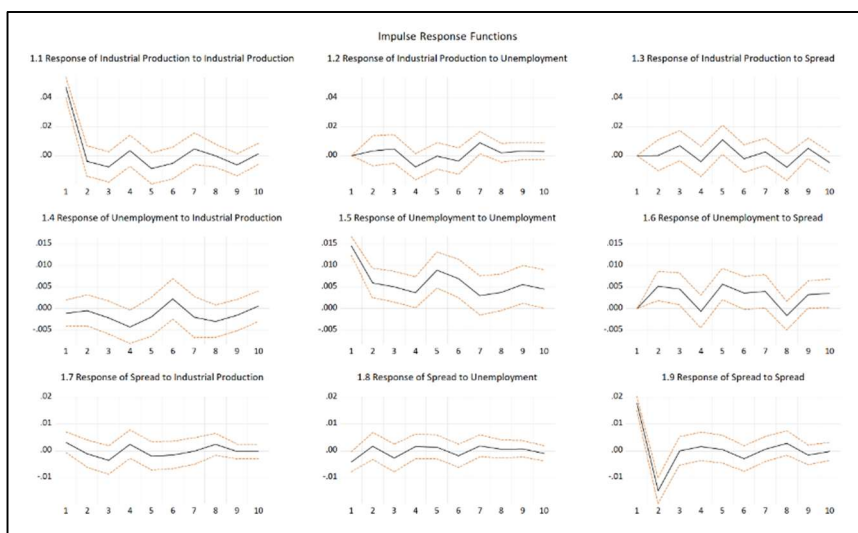 Impulse Response Functions
1.1 Response of Industrial Production to Industrial Production
1.2 Response of Industrial Production to Unemployment
1.3 Response of Industrial Production to Spread
.04
.02
.00
1 2 3 4 5 6 7 8 9 10
.04
.02
.00
1 2 3 4 5 6 7 8 9 10
.04
.02
.00
1 2 3 4 5 6 7 8 9 10
1.4 Response of Unemployment to Industrial Production
1.5 Response of Unemployment to Unemployment
1.6 Response of Unemployment to Spread
.015
.010
.005
.000
-.005
1 2 3 4 5 6 7 8 9 10
.015
.010
.005
.000
-.005
1 2 3 4 5 6 7 8 9 10
.015
.010
.005
.000
-.005
1 2 3 4 5 6 7 8 9 10
1.7 Response of Spread to Industrial Production
1.8 Response of Spread to Unemployment
1.9 Response of Spread to Spread
.02
.01
.00
-.01
1 2 3 4 5 6 7 8 9 10
.02
.01
.00
-.01
1 2 3 4 5 6 7 8 9 10
.02
.01
.00
-.01
1 2 3 4 5 6 7 8 9 10